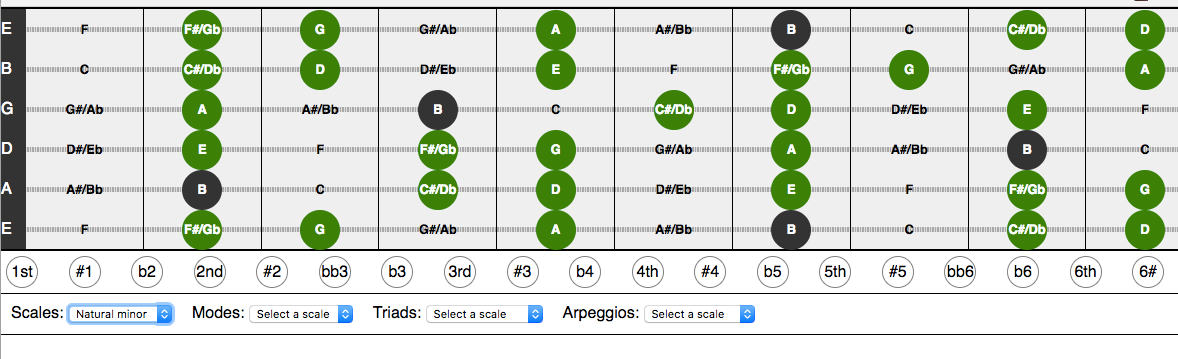 E F F#/Gb G G#/Ab A A#/Bb B C C#/Db D
B C C#/Db D D#/Eb E F F#/Gb G G#/Ab A
G G#/Ab A A#/Bb B C C#/Db D D#/Eb E F
D D#/Eb E F F#/Gb G G#/Ab A A#/Bb B C
A A#/Bb B C C#/Db D D#/Eb E F F#/Gb G
E F F#/Gb G G#/Ab A A#/Bb B C C#/Db D
1st #1 b2 2nd #2 bb3 b3 3rd #3 b4 4th #4 b5 5th #5 bb6 b6 6th 6#
Scales: Natural minor Modes: Select a scale Triads: Select a scale Arpeggios: Select a scale